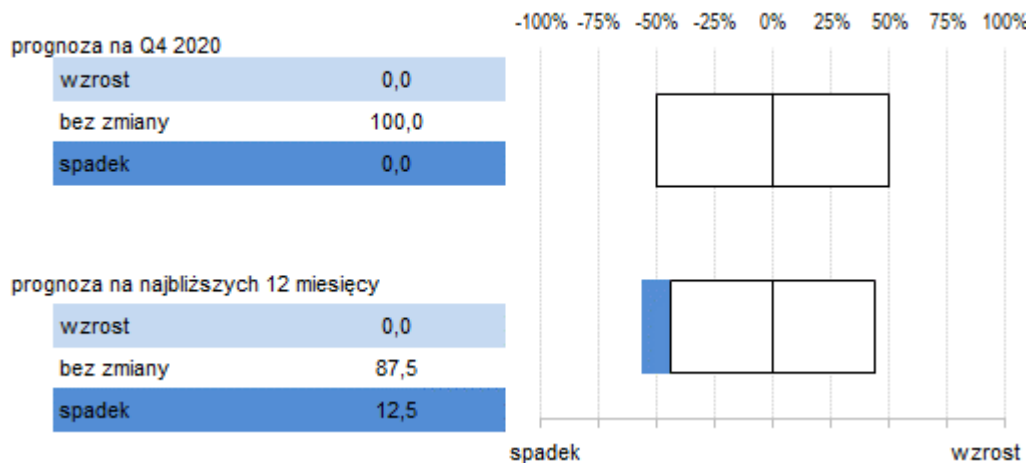 -100% -75% -50% -25% 0% 25% 50% 75% 100%
prognoza na Q4 2020
wzrost 0,0
bez zmiany 100,0
spadek 0,0
prognoza na najbliższych 12 miesięcy
wzrost 0,0
bez zmiany 87,5
spadek 12,5
spadek wzrost